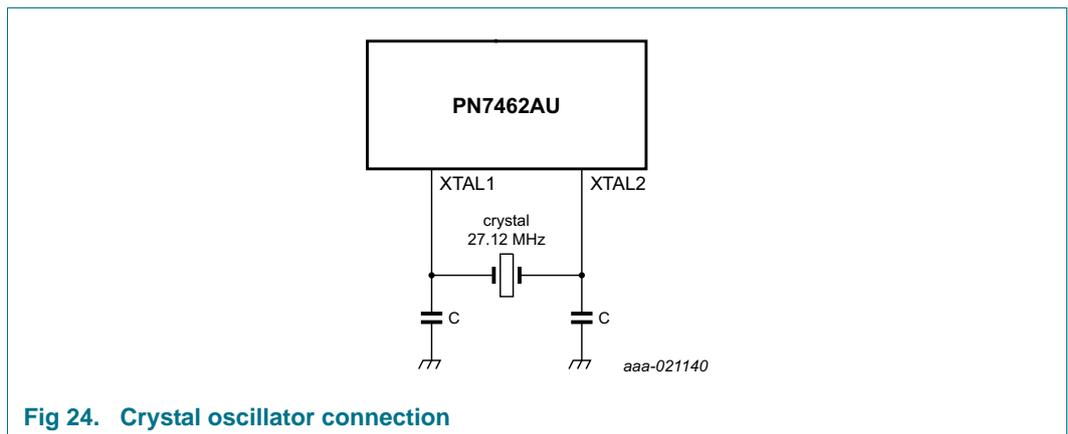 PN7462AU
XTAL1
XTAL2
crystal
27.12 MHz
C
C
aaa-021140
Fig 24. Crystal oscillator connection